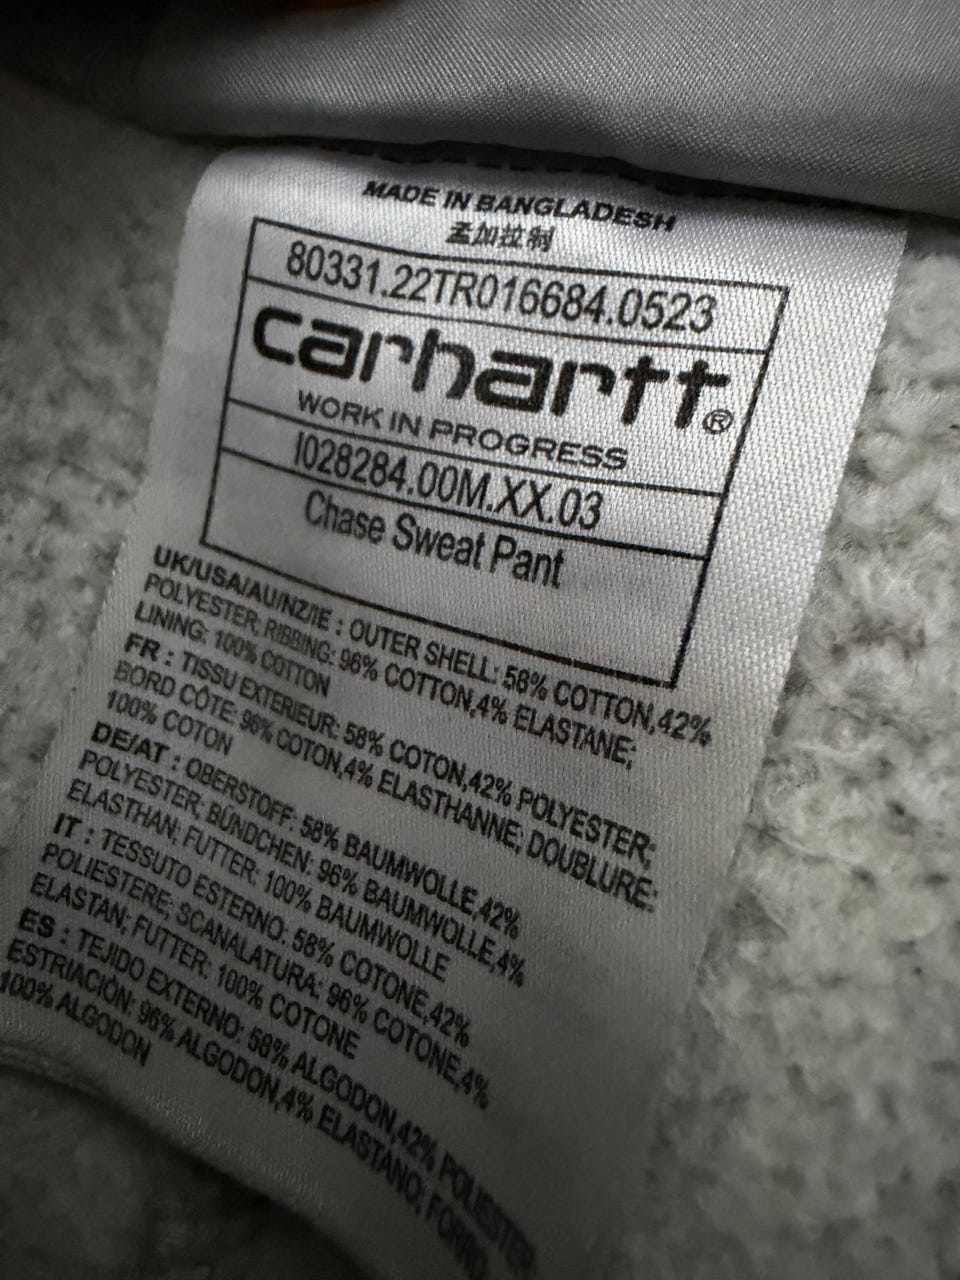 MADE IN BANGLADESH
孟加拉制
80331.22TR016684.0523
carhartt®
WORK IN PROGRESS
I028284.00M.XX.03
Chase Sweat Pant
UK/USA/AU/NZ/IE : OUTER SHELL: 58% COTTON,42%
POLYESTER; RIBBING: 96% COTTON,4% ELASTANE;
LINING: 100% COTTON
FR : TISSU EXTERIEUR: 58% COTON,42% POLYESTER;
BORD CÔTE: 96% COTON,4% ELASTHANNE; DOUBLURE:
100% COTON
DE/AT : OBERSTOFF: 58% BAUMWOLLE,42%
POLYESTER; BÜNDCHEN: 96% BAUMWOLLE,4%
ELASTHAN; FUTTER: 100% BAUMWOLLE
IT : TESSUTO ESTERNO: 58% COTONE,42%
POLIESTERE; SCANALATURA: 96% COTONE,4%
ELASTAN; FUTTER: 100% COTONE
ES : TEJIDO EXTERNO: 58% ALGODON,42% POLIESTER
ESTRIACIÓN: 96% ALGODON,4% ELASTANO; FORRO
100% ALGODON